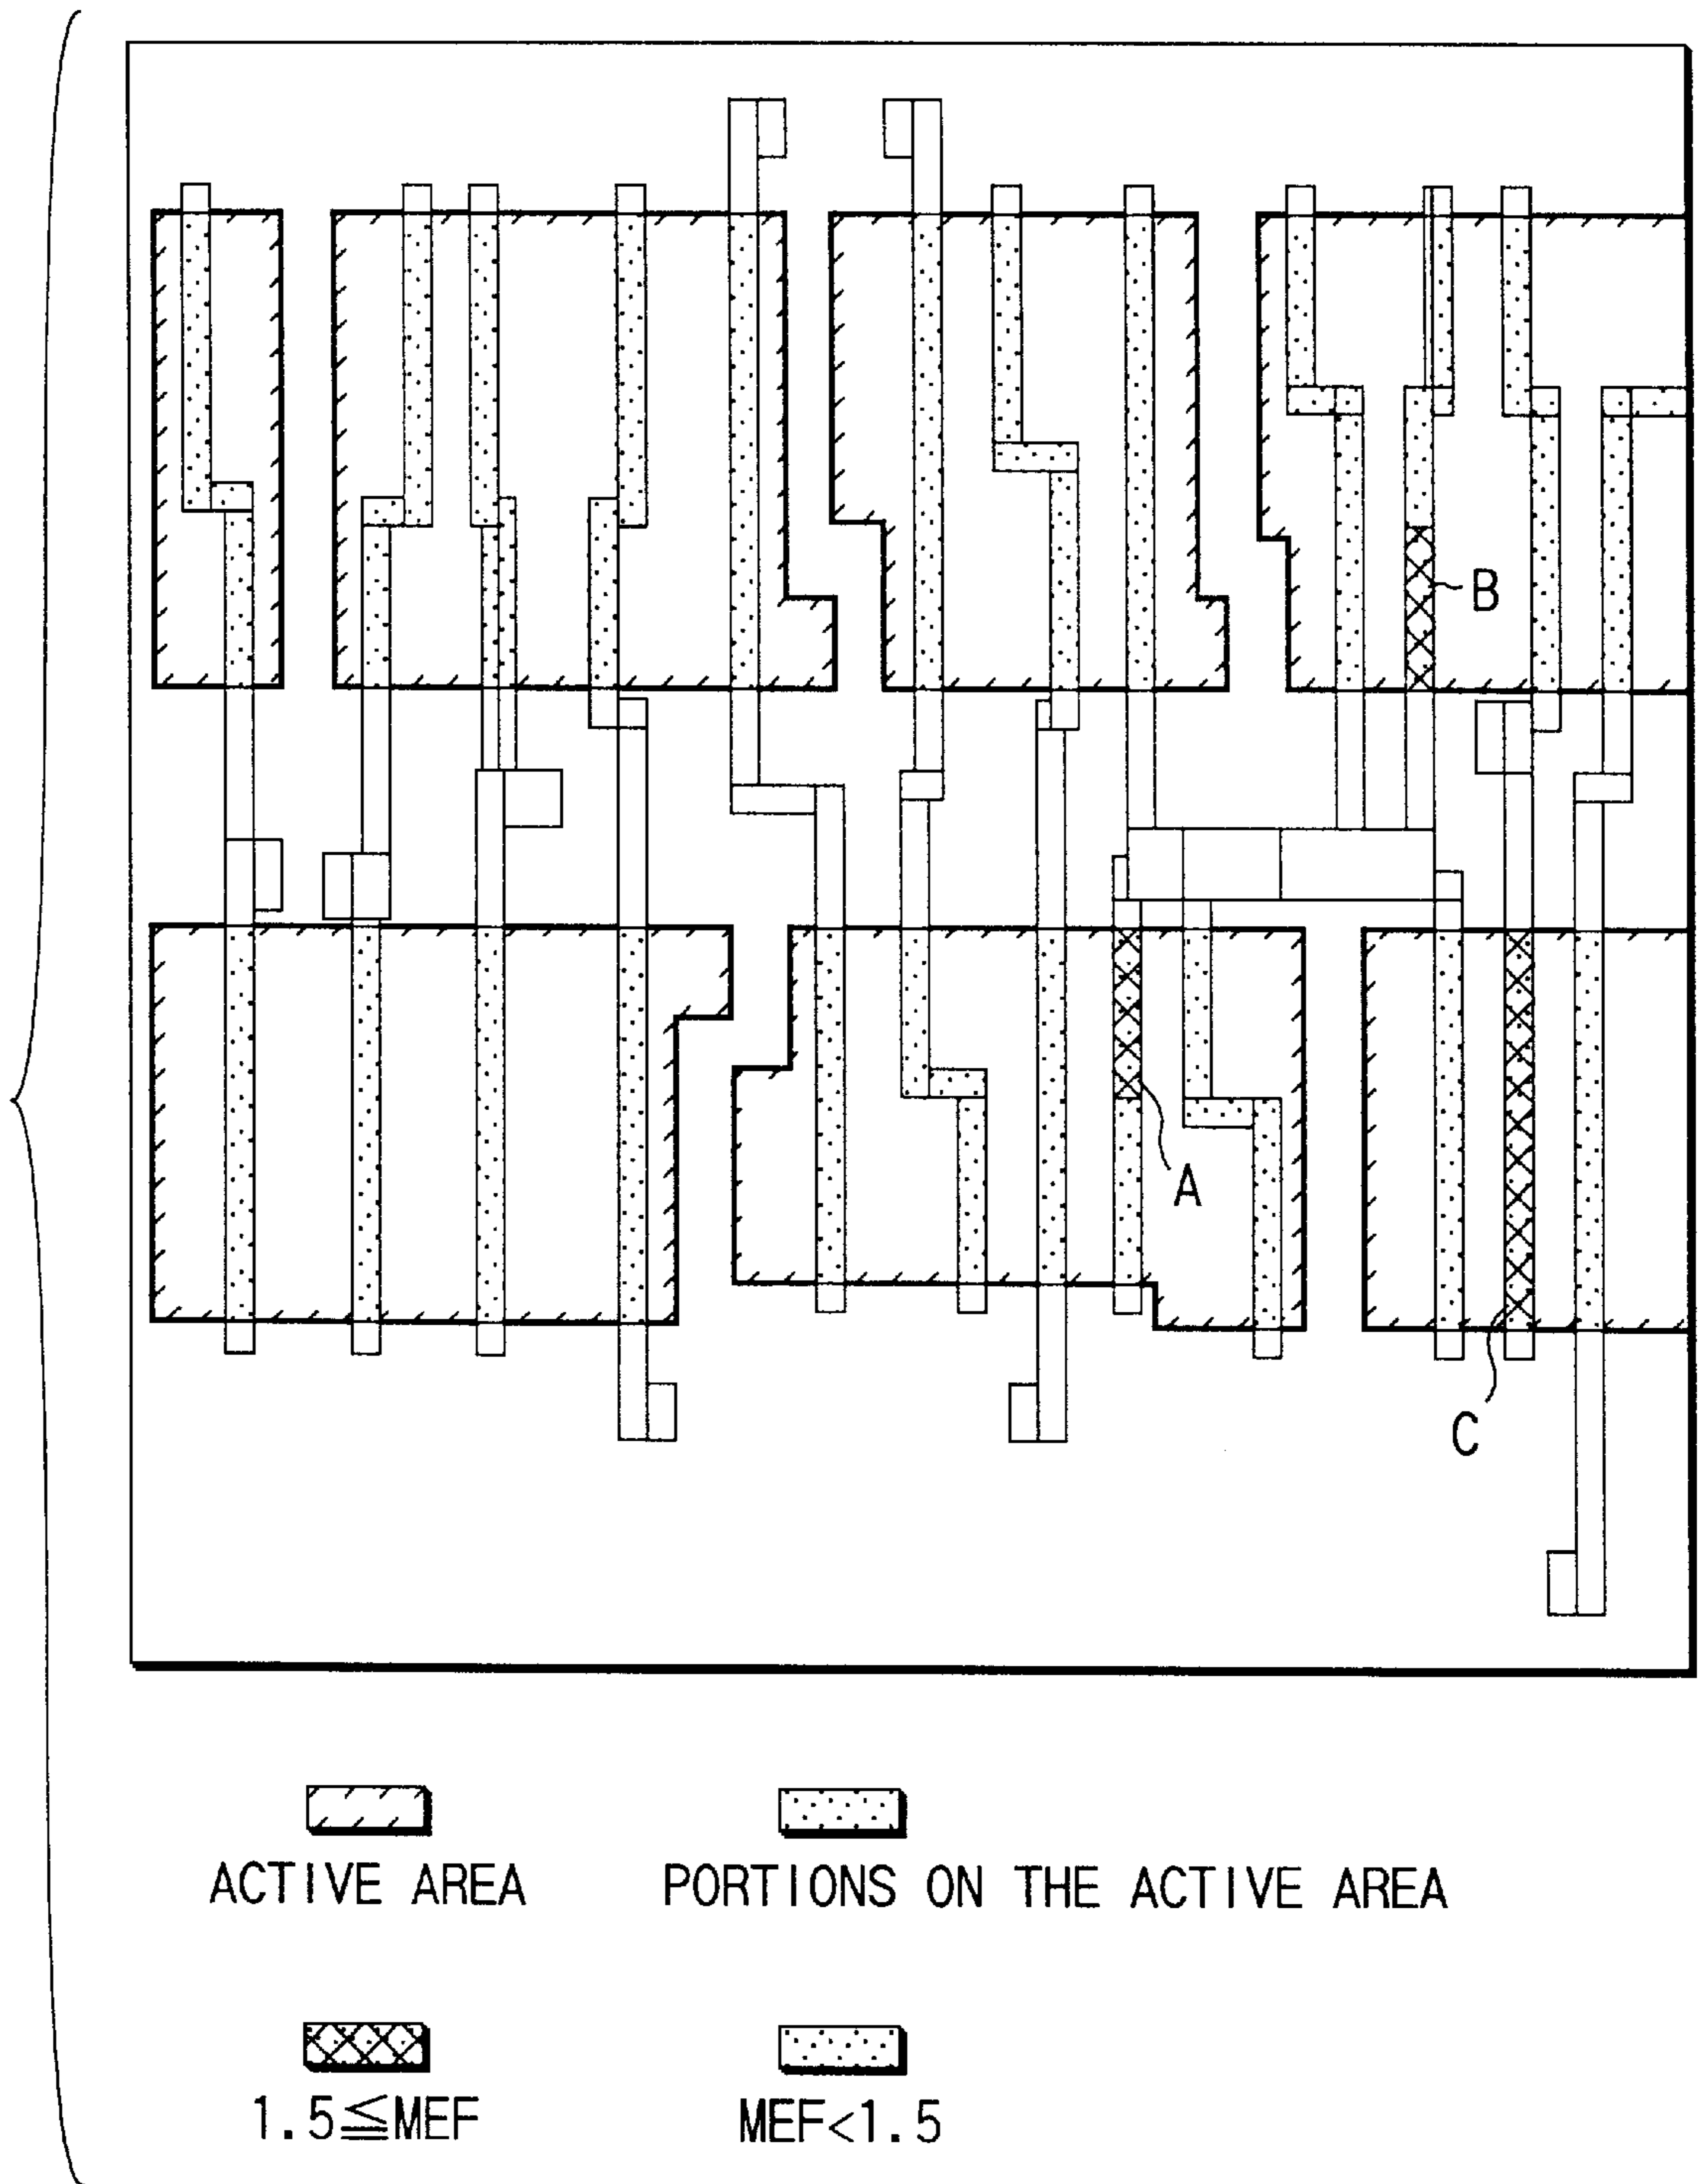 B
A
C
ACTIVE AREA
PORTIONS ON THE ACTIVE AREA
1.5≦MEF
MEF<1.5